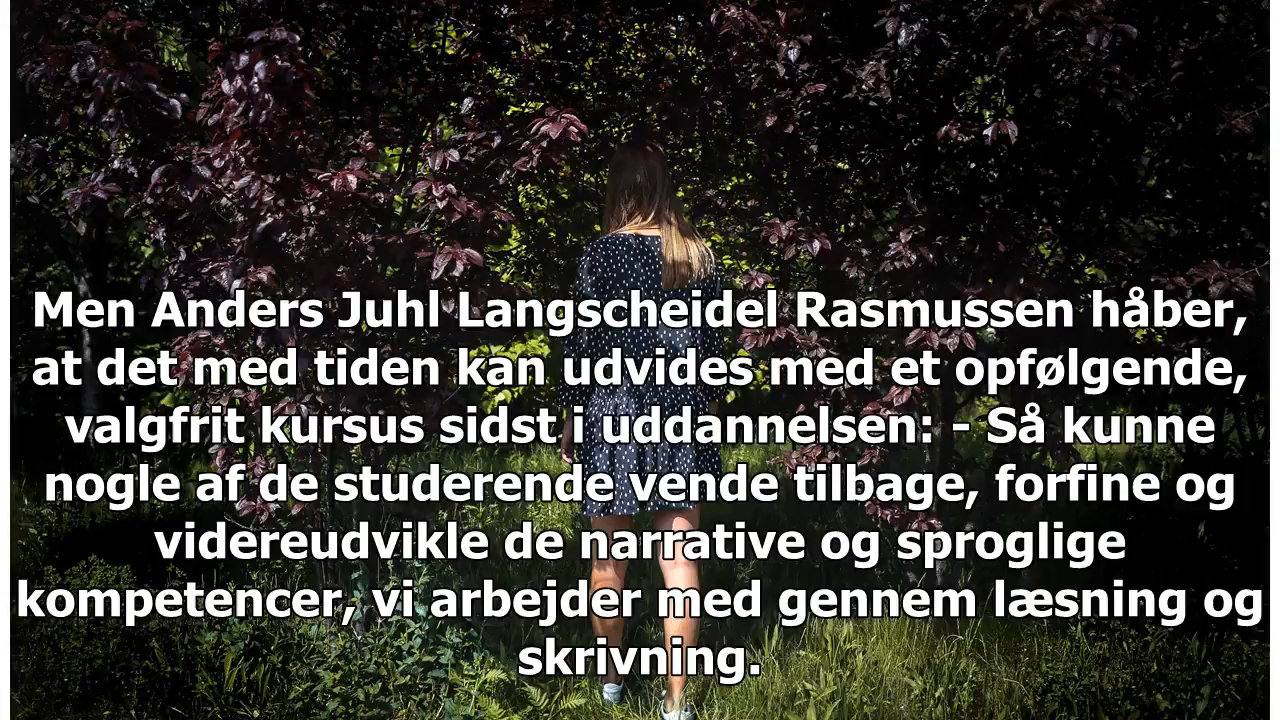 Men Anders Juhl Langscheidel Rasmussen håber,
at det med tiden kan udvides med et opfølgende,
valgfrit kursus sidst i uddannelsen: - Så kunne
nogle af de studerende vende tilbage, forfine og
videreudvikle de narrative og sproglige
kompetencer, vi arbejder med gennem læsning og
skrivning.